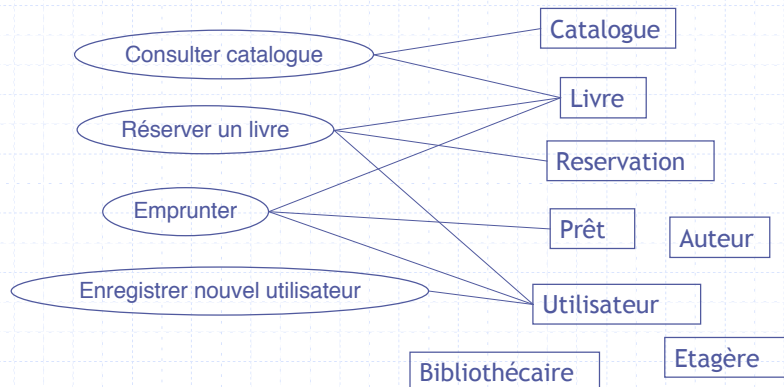 Catalogue
Consulter catalogue
Livre
Réserver un livre
Reservation
Emprunter
Prêt
Auteur
Enregistrer nouvel utilisateur
Utilisateur
Etagère
Bibliothécaire